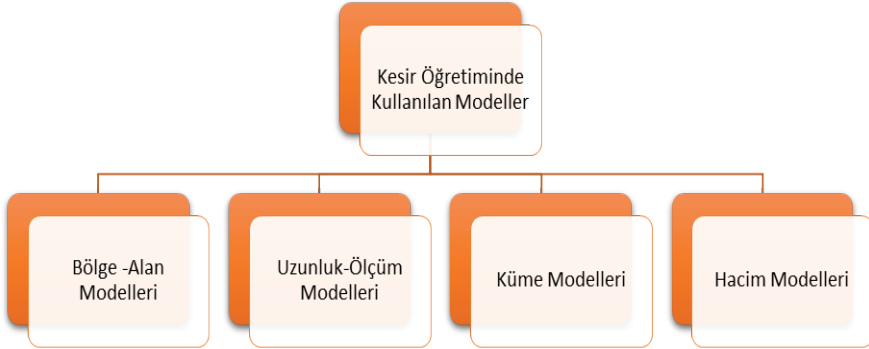 Kesir Öğretiminde
Kullanılan Modeller
Bölge -Alan
Modelleri
Uzunluk-Ölçüm
Modelleri
Küme Modelleri
Hacim Modelleri